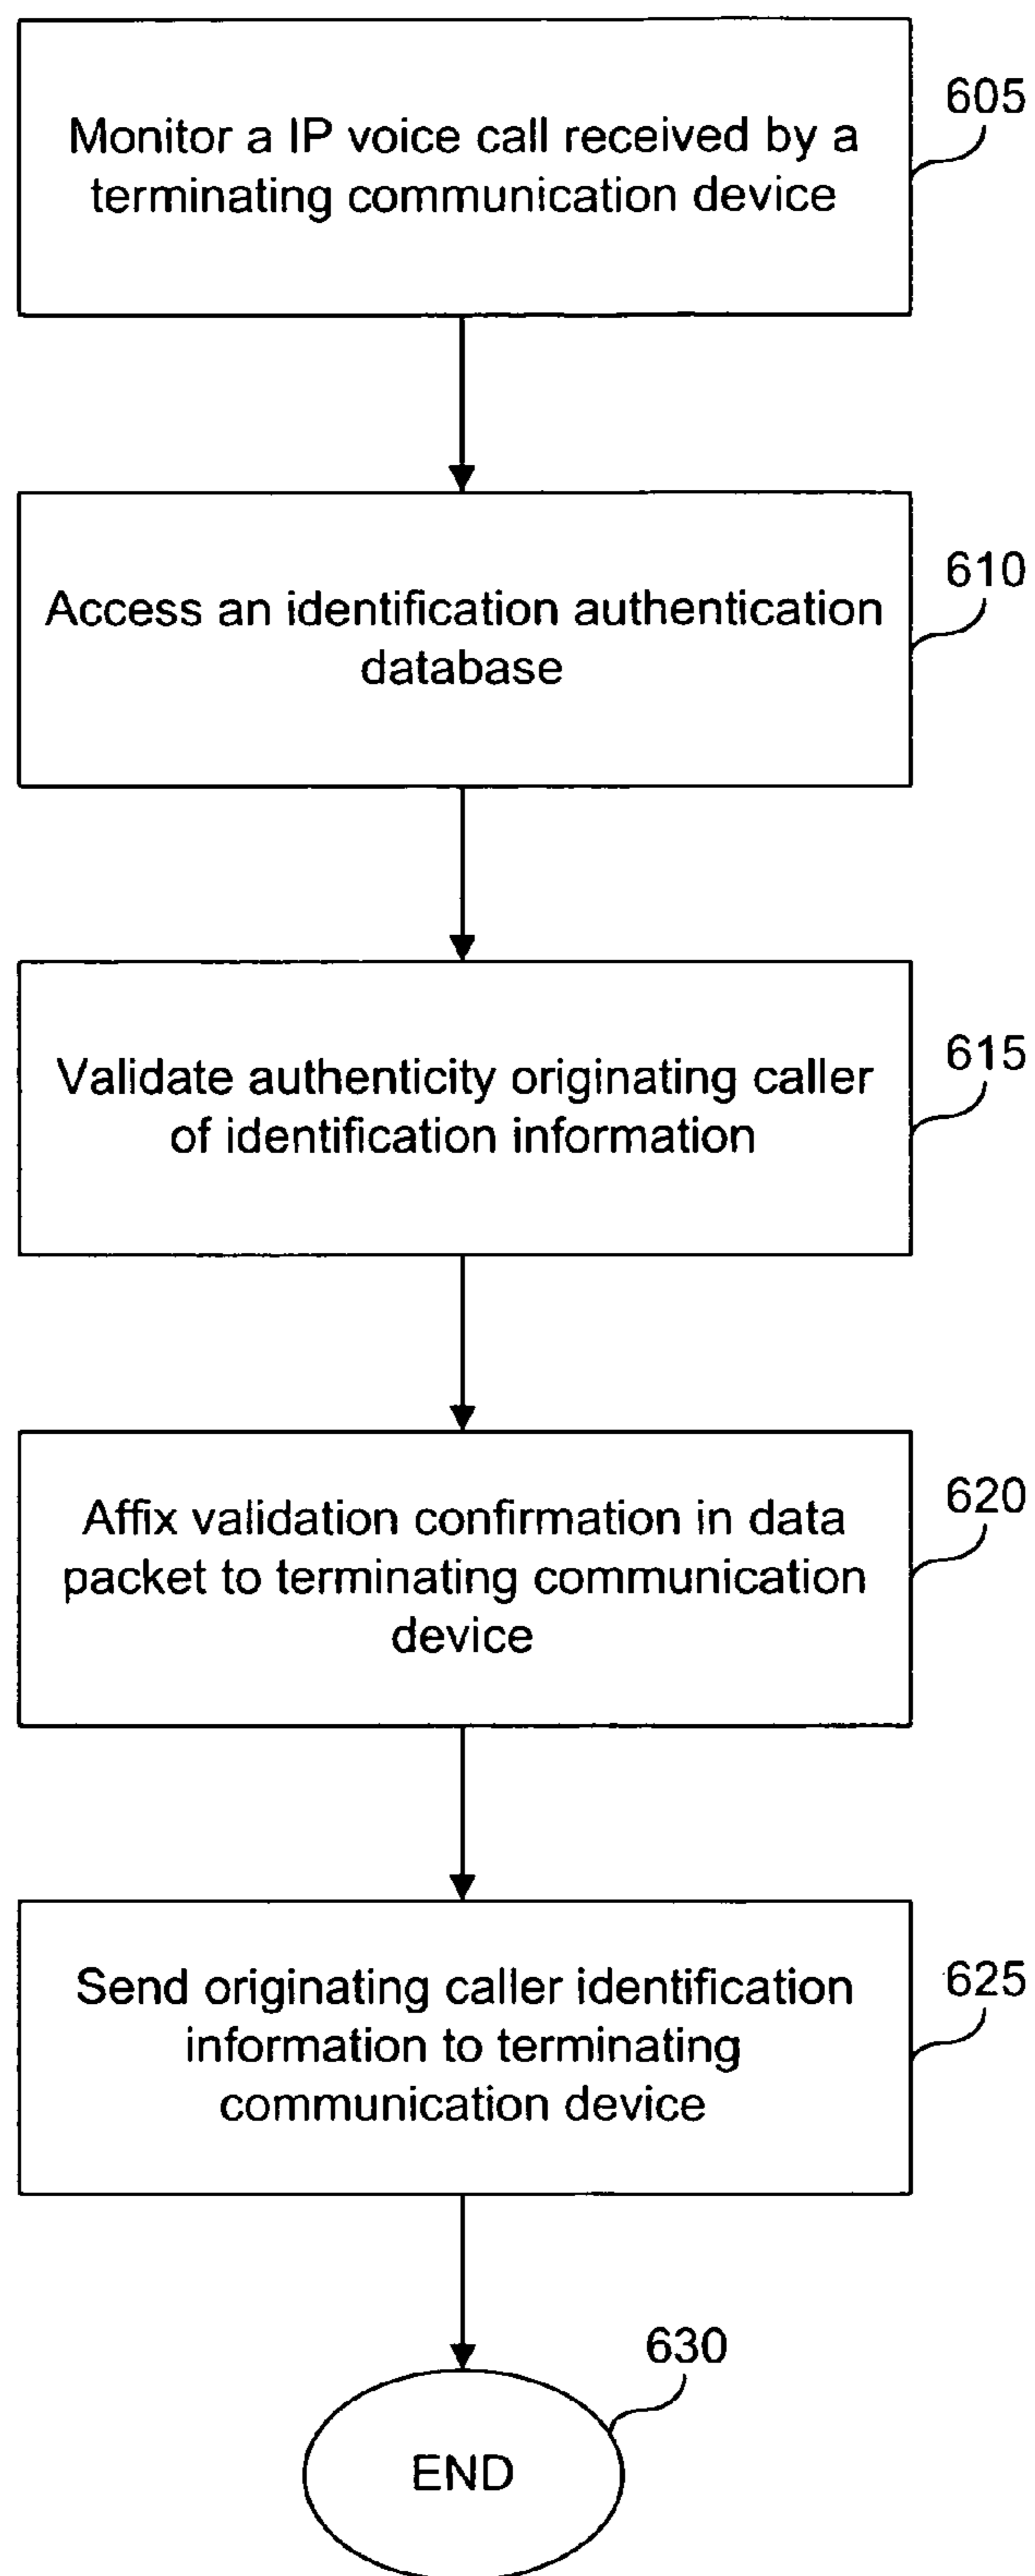 Monitor a IP voice call received by a
terminating communication device
605
Access an identification authentication
database
610
Validate authenticity originating caller
of identification information
615
Affix validation confirmation in data
packet to terminating communication
device
620
Send originating caller identification
information to terminating
communication device
625
630
END